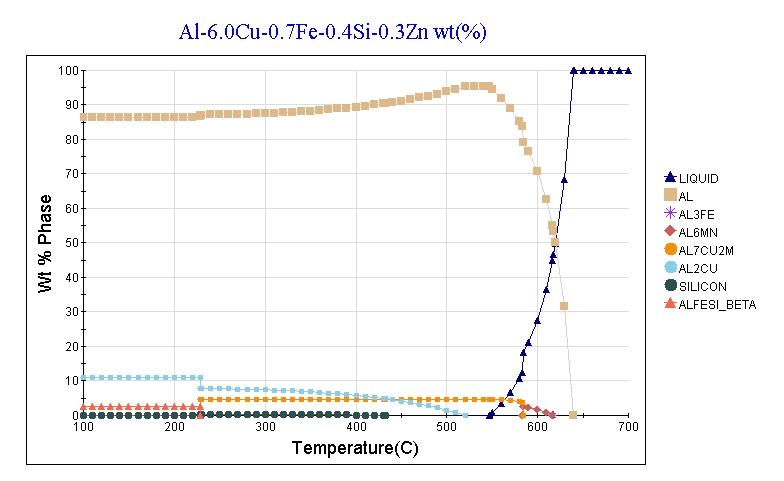 Al-6.0Cu-0.7Fe-0.4Si-0.3Zn wt(%)
100
90
80
70
60
50
40
30
20
10
0
Wt % Phase
100 200 300 400 500 600 700
Temperature(C)
LIQUID
AL
AL3FE
AL6MN
AL7CU2M
AL2CU
SILICON
ALFESI_BETA